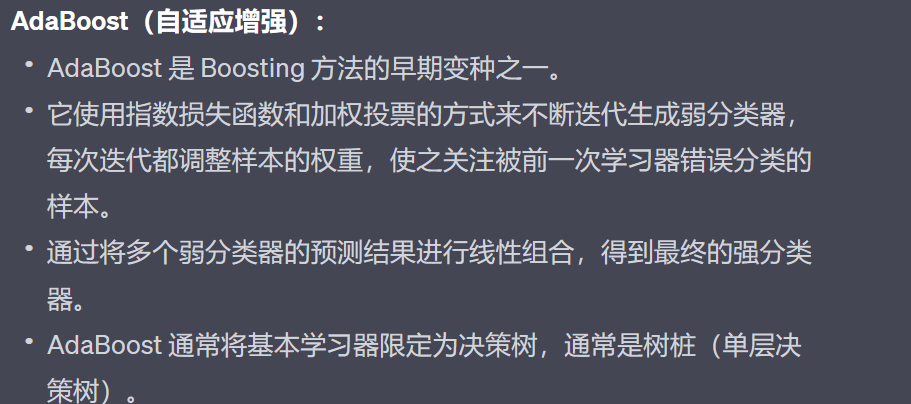 AdaBoost（自适应增强）：
• AdaBoost 是 Boosting 方法的早期变种之一。
• 它使用指数损失函数和加权投票的方式来不断迭代生成弱分类器，
每次迭代都调整样本的权重，使之关注被前一次学习器错误分类的
样本。
• 通过将多个弱分类器的预测结果进行线性组合，得到最终的强分类
器。
• AdaBoost 通常将基本学习器限定为决策树，通常是树桩（单层决
策树）。